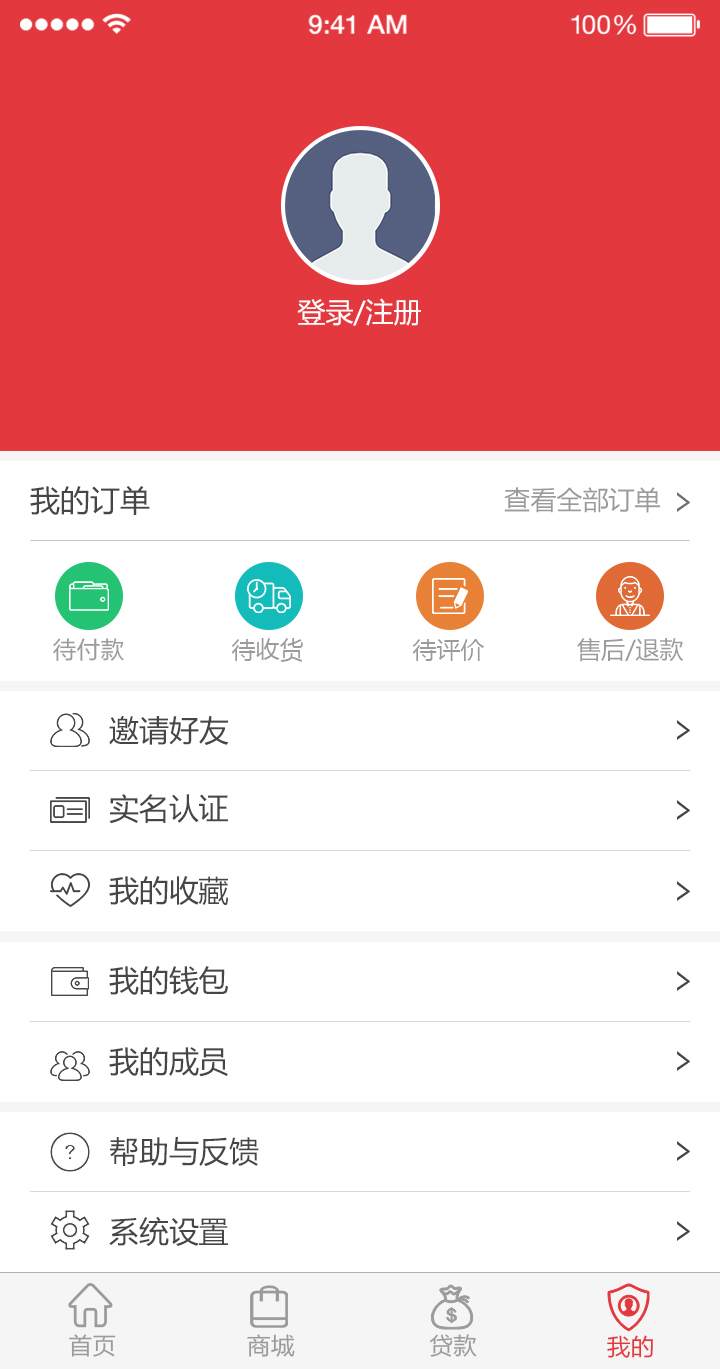 9:41 AM 100%
登录/注册
我的订单 查看全部订单
待付款 待收货 待评价 售后/退款
邀请好友
实名认证
我的收藏
我的钱包
我的成员
帮助与反馈
系统设置
首页 商城 贷款 我的